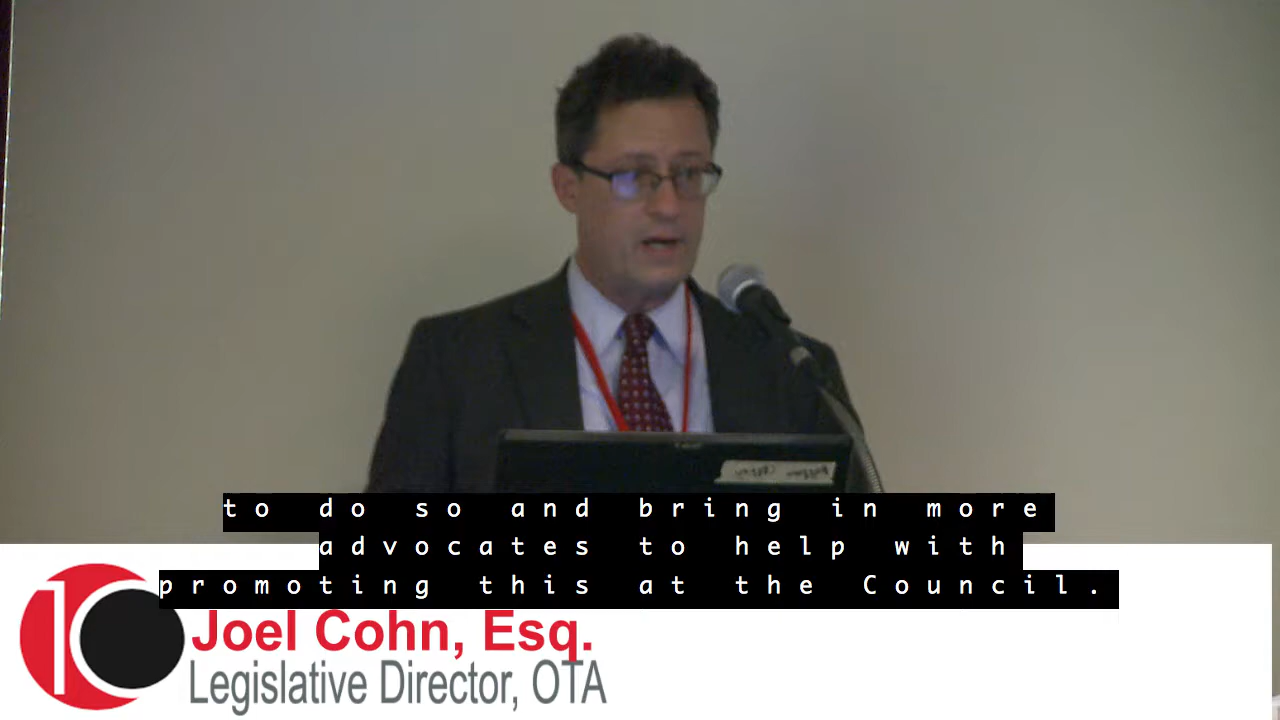 to do so and bring in more
advocates to help with
promoting this at the Council.
10
Joel Cohn, Esq.
Legislative Director, OTA